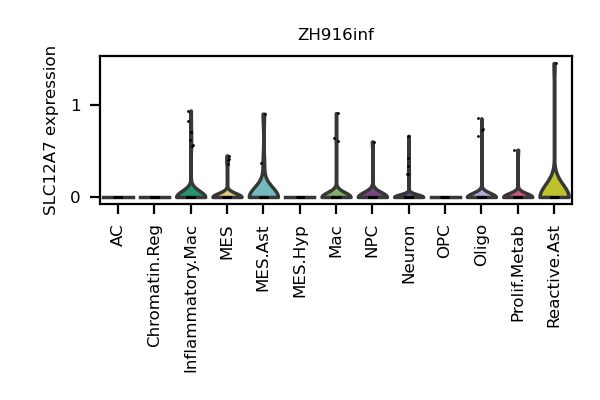 ZH916inf
SLC12A7 expression
1
0
AC
Chromatin.Reg
Inflammatory.Mac
MES
MES.Ast
MES.Hyp
Mac
NPC
Neuron
OPC
Oligo
Prolif.Metab
Reactive.Ast